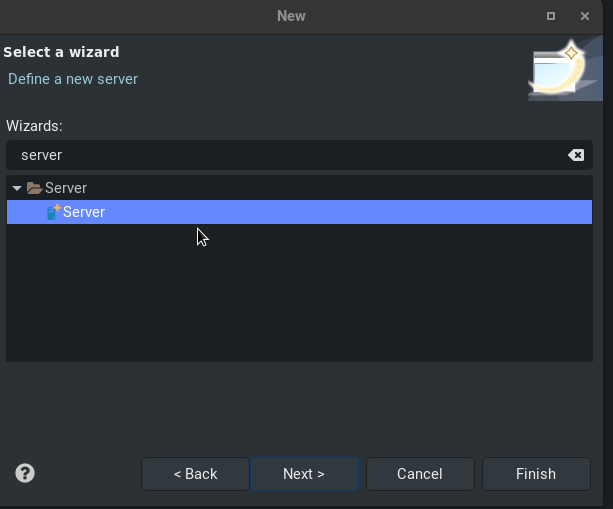 New
Select a wizard
Define a new server
Wizards:
server
Server
Server
?
< Back
Next >
Cancel
Finish